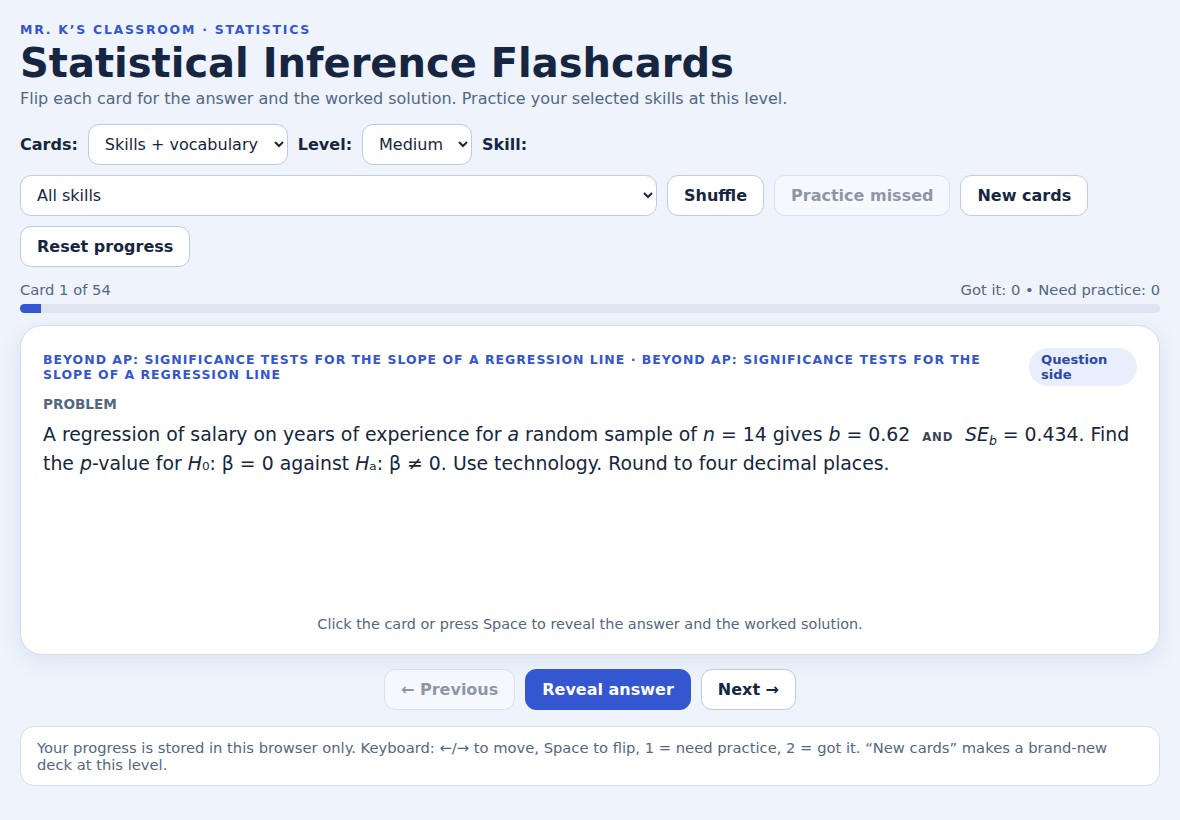 MR. K’S CLASSROOM · STATISTICS
Statistical Inference Flashcards
Flip each card for the answer and the worked solution. Practice your selected skills at this level.
Cards: Skills + vocabulary Level: Medium Skill:
All skills Shuffle Practice missed New cards
Reset progress
Card 1 of 54 Got it: 0 • Need practice: 0
BEYOND AP: SIGNIFICANCE TESTS FOR THE SLOPE OF A REGRESSION LINE · BEYOND AP: SIGNIFICANCE TESTS FOR THE
SLOPE OF A REGRESSION LINE
Question
side
PROBLEM
A regression of salary on years of experience for a random sample of n = 14 gives b = 0.62 AND SE_b = 0.434. Find
the p-value for H₀: β = 0 against Hₐ: β ≠ 0. Use technology. Round to four decimal places.
Click the card or press Space to reveal the answer and the worked solution.
← Previous Reveal answer Next →
Your progress is stored in this browser only. Keyboard: ←/→ to move, Space to flip, 1 = need practice, 2 = got it. “New cards” makes a brand-new
deck at this level.